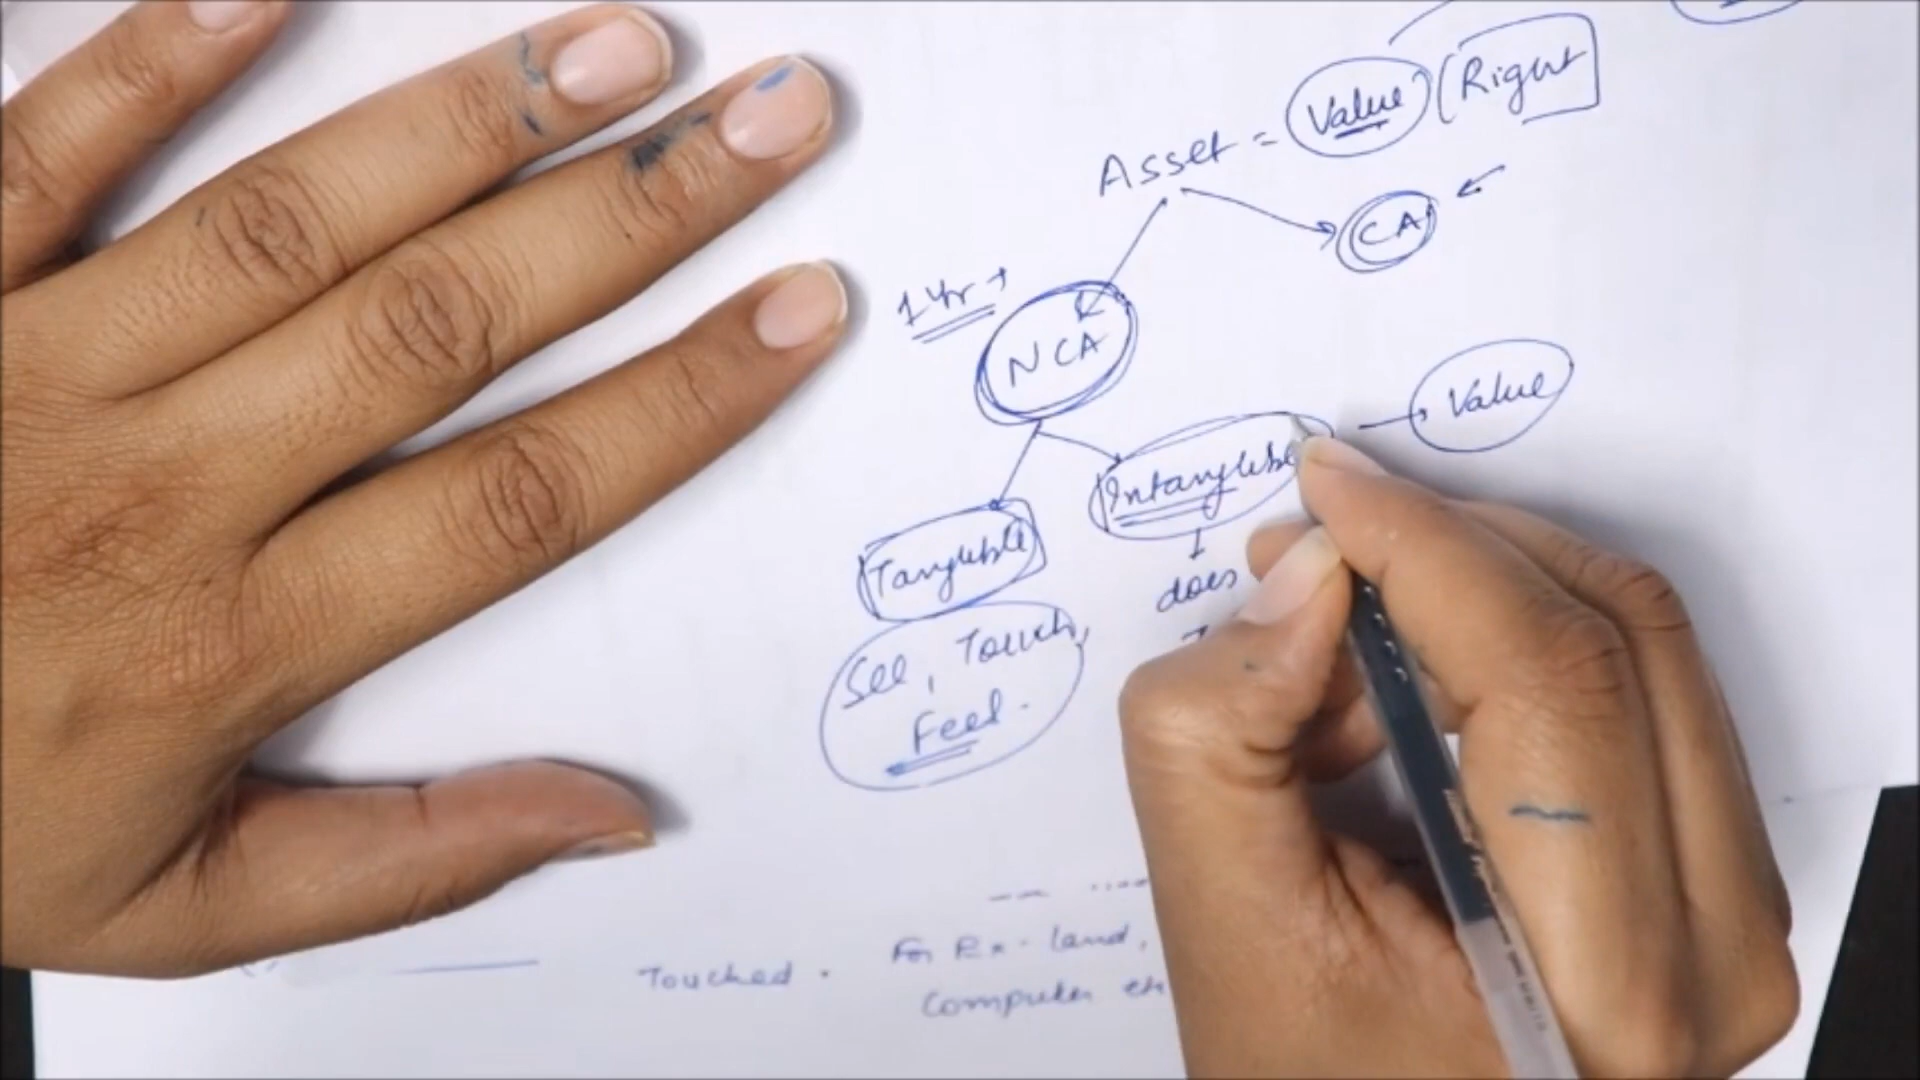 Asset = Value (Right
CA
1 Yr +
NCA
Value
Intangible
Tangible
does
See, Touch,
Feel.
For Ex - land,
Touched.
Computer etc